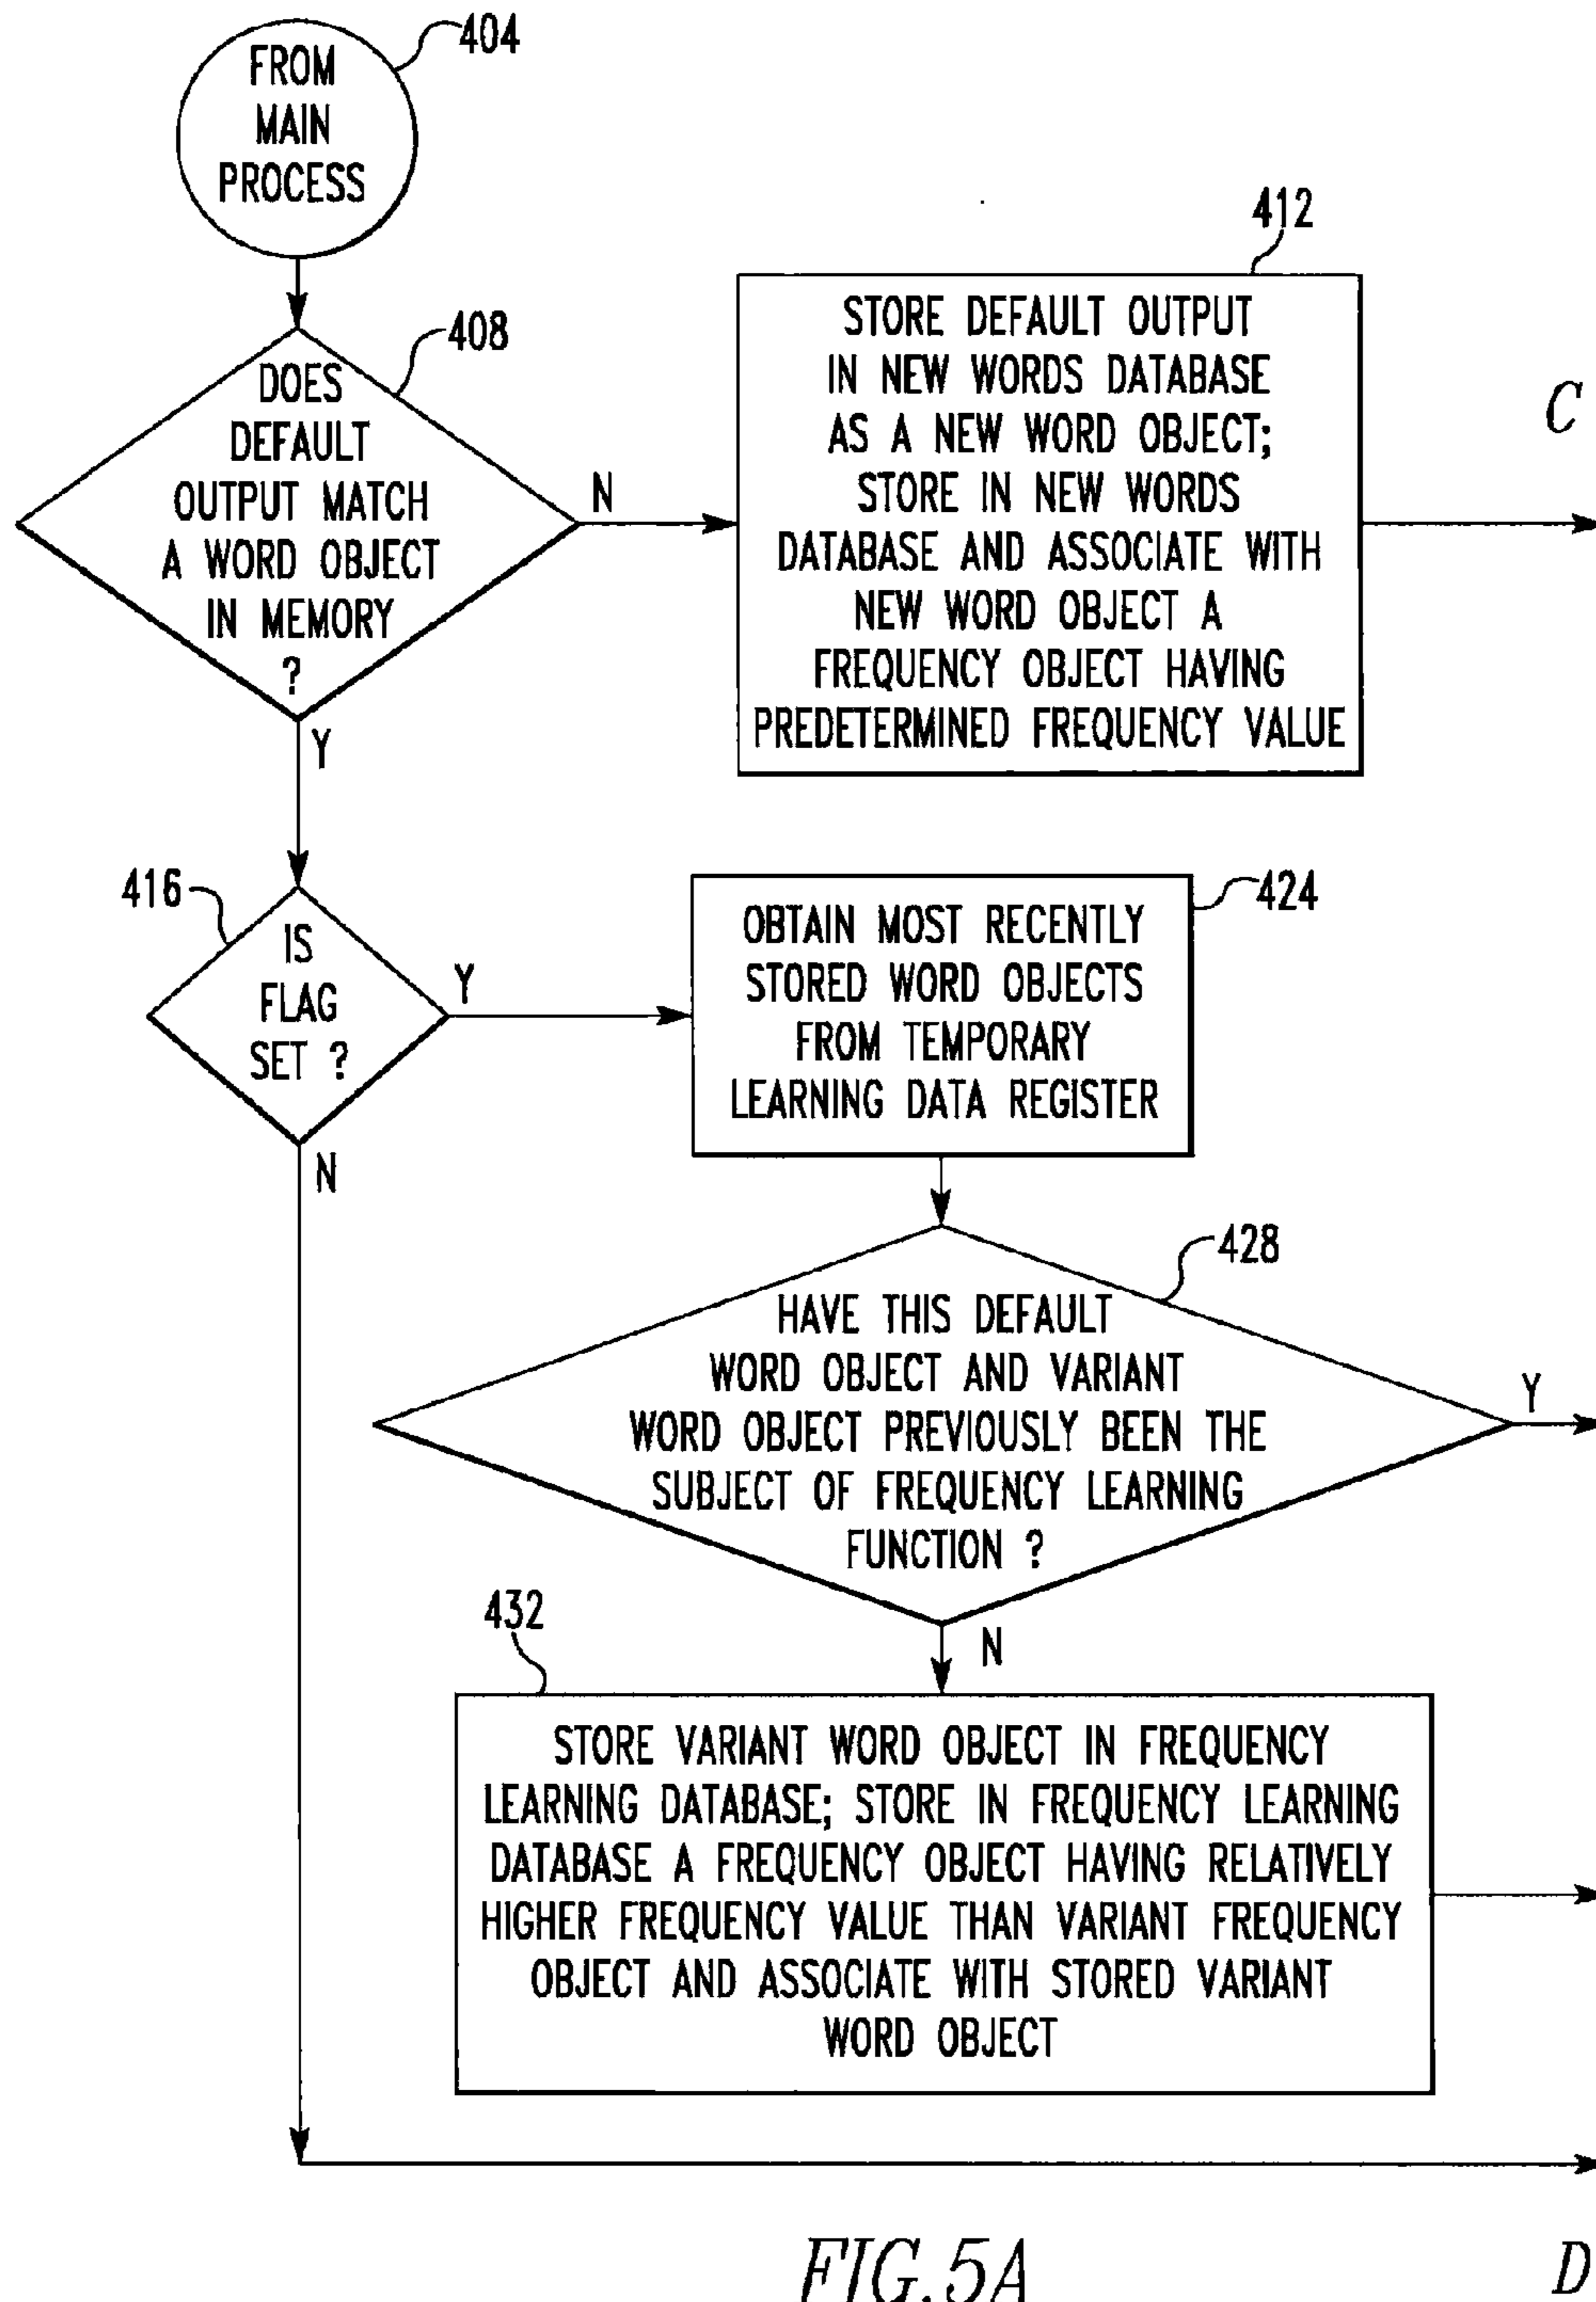 FROM
MAIN
PROCESS
404
408
DOES
DEFAULT
OUTPUT MATCH
A WORD OBJECT
IN MEMORY
?
N
Y
412
STORE DEFAULT OUTPUT
IN NEW WORDS DATABASE
AS A NEW WORD OBJECT;
STORE IN NEW WORDS
DATABASE AND ASSOCIATE WITH
NEW WORD OBJECT A
FREQUENCY OBJECT HAVING
PREDETERMINED FREQUENCY VALUE
C
416
IS
FLAG
SET ?
Y
N
424
OBTAIN MOST RECENTLY
STORED WORD OBJECTS
FROM TEMPORARY
LEARNING DATA REGISTER
428
HAVE THIS DEFAULT
WORD OBJECT AND VARIANT
WORD OBJECT PREVIOUSLY BEEN THE
SUBJECT OF FREQUENCY LEARNING
FUNCTION ?
Y
N
432
STORE VARIANT WORD OBJECT IN FREQUENCY
LEARNING DATABASE; STORE IN FREQUENCY LEARNING
DATABASE A FREQUENCY OBJECT HAVING RELATIVELY
HIGHER FREQUENCY VALUE THAN VARIANT FREQUENCY
OBJECT AND ASSOCIATE WITH STORED VARIANT
WORD OBJECT
FIG.5A
D